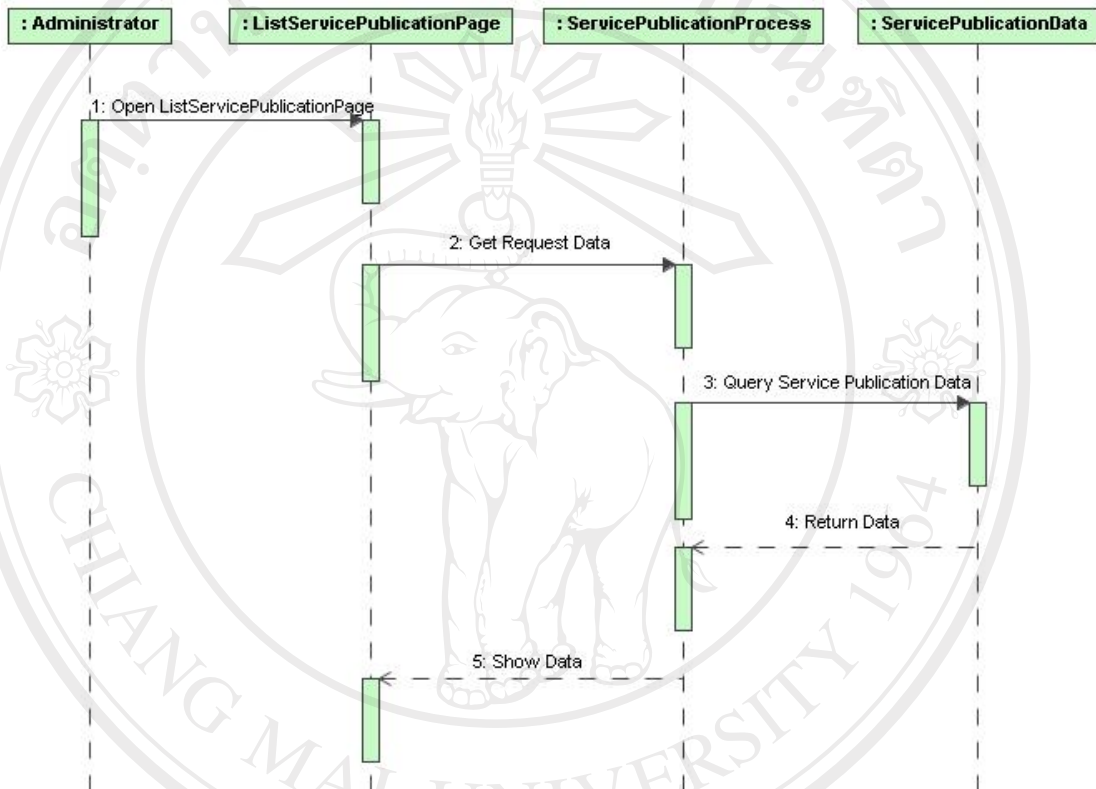 : Administrator
: ListServicePublicationPage
: ServicePublicationProcess
: ServicePublicationData
1: Open ListServicePublicationPage
2: Get Request Data
3: Query Service Publication Data
4: Return Data
5: Show Data
CHIANG MAI UNIVERSITY 1964